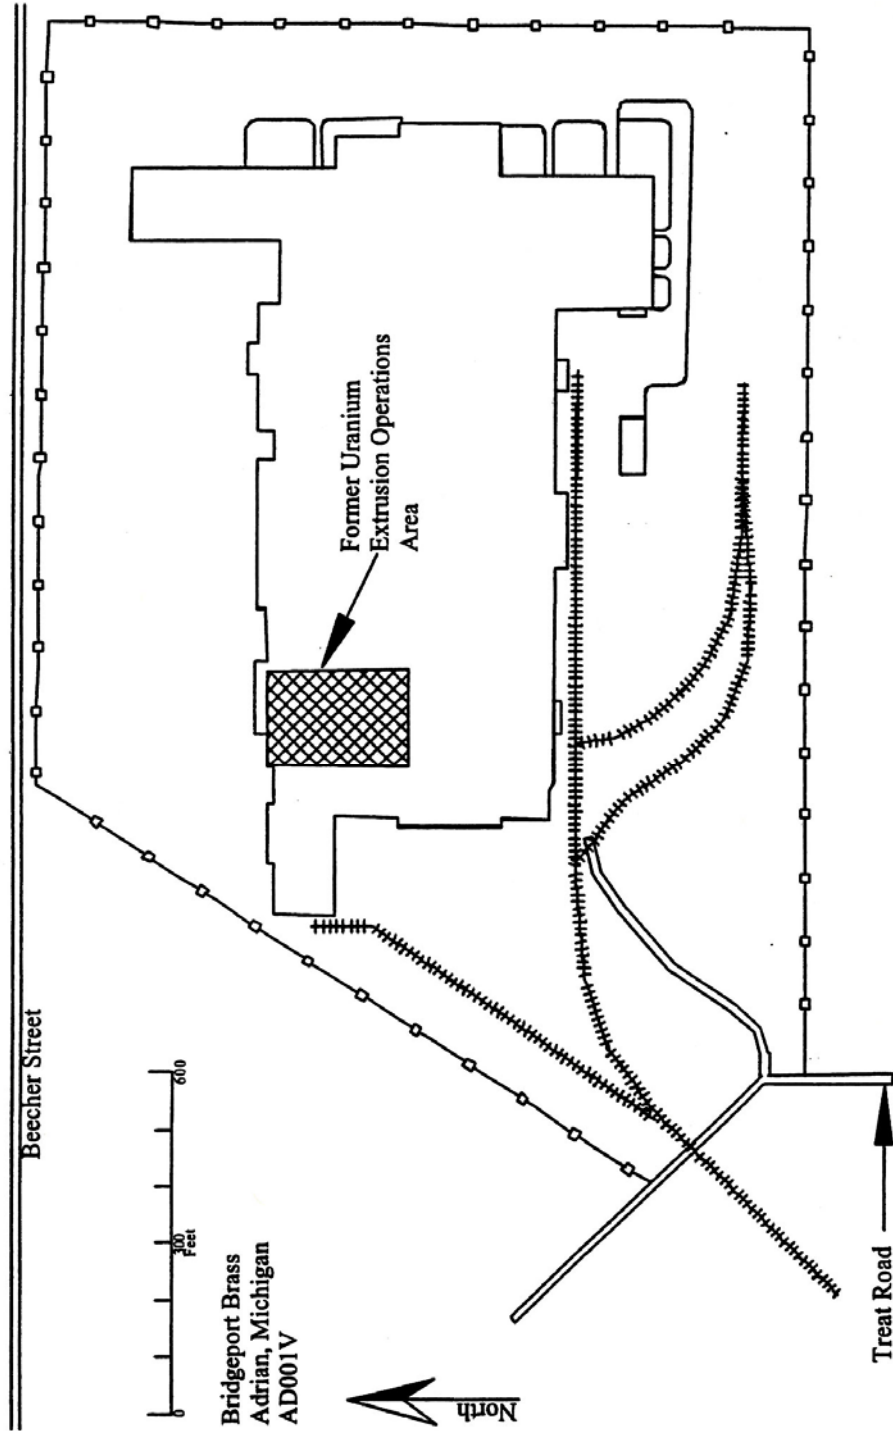 Beecher Street
Former Uranium
Extrusion Operations
Area
0
300
600
Feet
Bridgeport Brass
Adrian, Michigan
AD001V
North
Treat Road